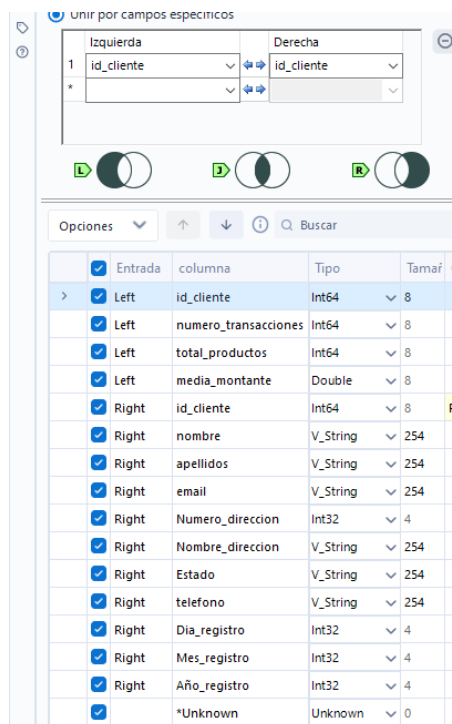 Unir por campos específicos
Izquierda Derecha
1 id_cliente id_cliente
*
L J R
Opciones Buscar
Entrada columna Tipo Tamañ
Left id_cliente Int64 8
Left numero_transacciones Int64 8
Left total_productos Int64 8
Left media_montante Double 8
Right id_cliente Int64 8
Right nombre V_String 254
Right apellidos V_String 254
Right email V_String 254
Right Numero_direccion Int32 4
Right Nombre_direccion V_String 254
Right Estado V_String 254
Right telefono V_String 254
Right Dia_registro Int32 4
Right Mes_registro Int32 4
Right Año_registro Int32 4
*Unknown Unknown 0